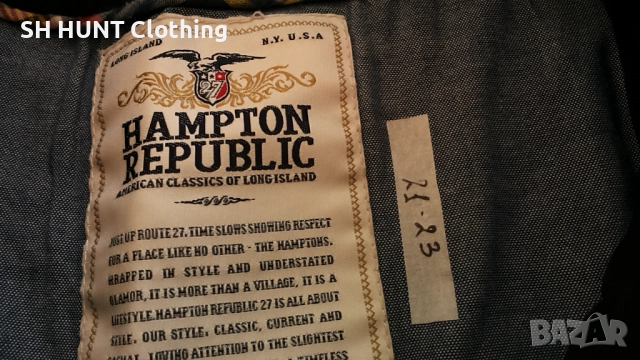 SH HUNT Clothing
LONG ISLAND N.Y. U.S.A
27
HAMPTON
REPUBLIC
AMERICAN CLASSICS OF LONG ISLAND
JUST UP ROUTE 27. TIME SLOWS SHOWING RESPECT
FOR A PLACE LIKE NO OTHER - THE HAMPTONS.
WRAPPED IN STYLE AND UNDERSTATED
GLAMOR, IT IS MORE THAN A VILLAGE, IT IS A
LIFESTYLE. HAMPTON REPUBLIC 27 IS ALL ABOUT
STYLE. OUR STYLE. CLASSIC, CURRENT AND
CASUAL. LOVING ATTENTION TO THE SLIGHTEST
TIMELESS
21-23
BAZAR
bg